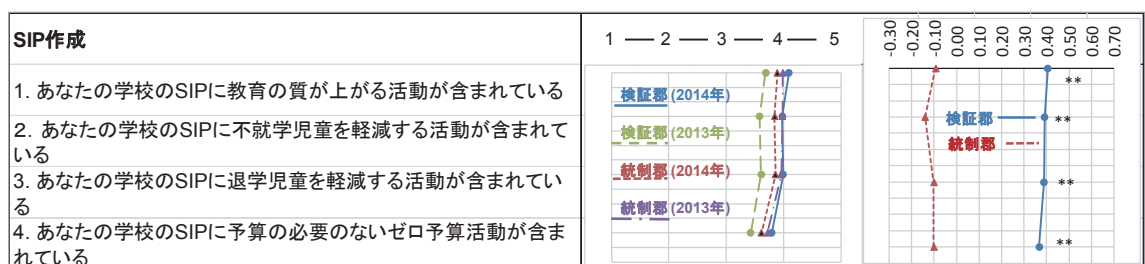 SIP作成
1. あなたの学校のSIPに教育の質が上がる活動が含まれている
２．あなたの学校のSIPに不就学児童を軽減する活動が含まれて
いる
3. あなたの学校のSIPに退学児童を軽減する活動が含まれてい
る
4. あなたの学校のSIPに予算の必要のないゼロ予算活動が含ま
れている
1 — 2 — 3 — 4 — 5
検証郡(2014年)
検証郡(2013年)
統制郡(2014年)
統制郡(2013年)
-0.30
-0.20
-0.10
0.00
0.10
0.20
0.30
0.40
0.50
0.60
0.70
**
検証郡
**
統制郡
**
**